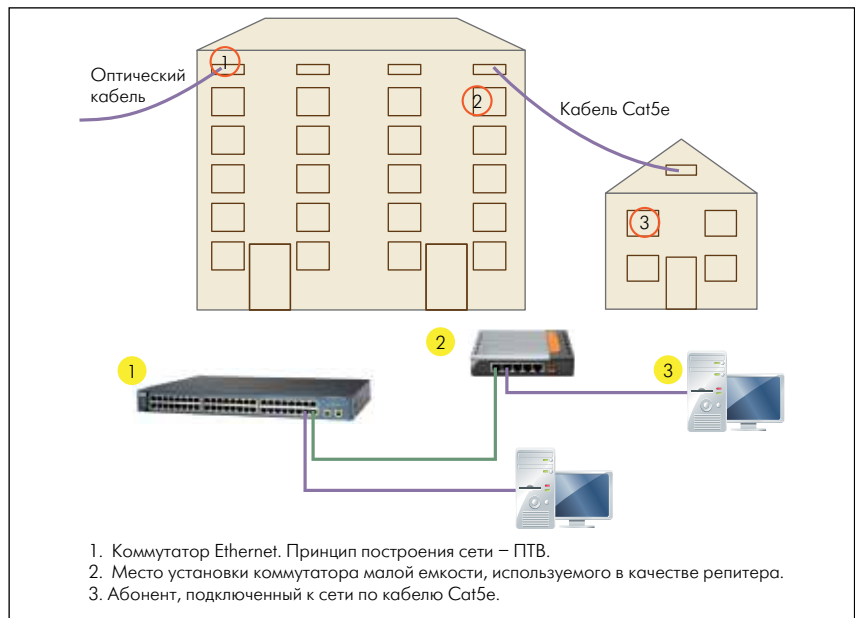 1
Оптический
кабель
2
Кабель Cat5e
3
2
1
3
1. Коммутатор Ethernet. Принцип построения сети – ПТВ.
2. Место установки коммутатора малой емкости, используемого в качестве репитера.
3. Абонент, подключенный к сети по кабелю Cat5e.